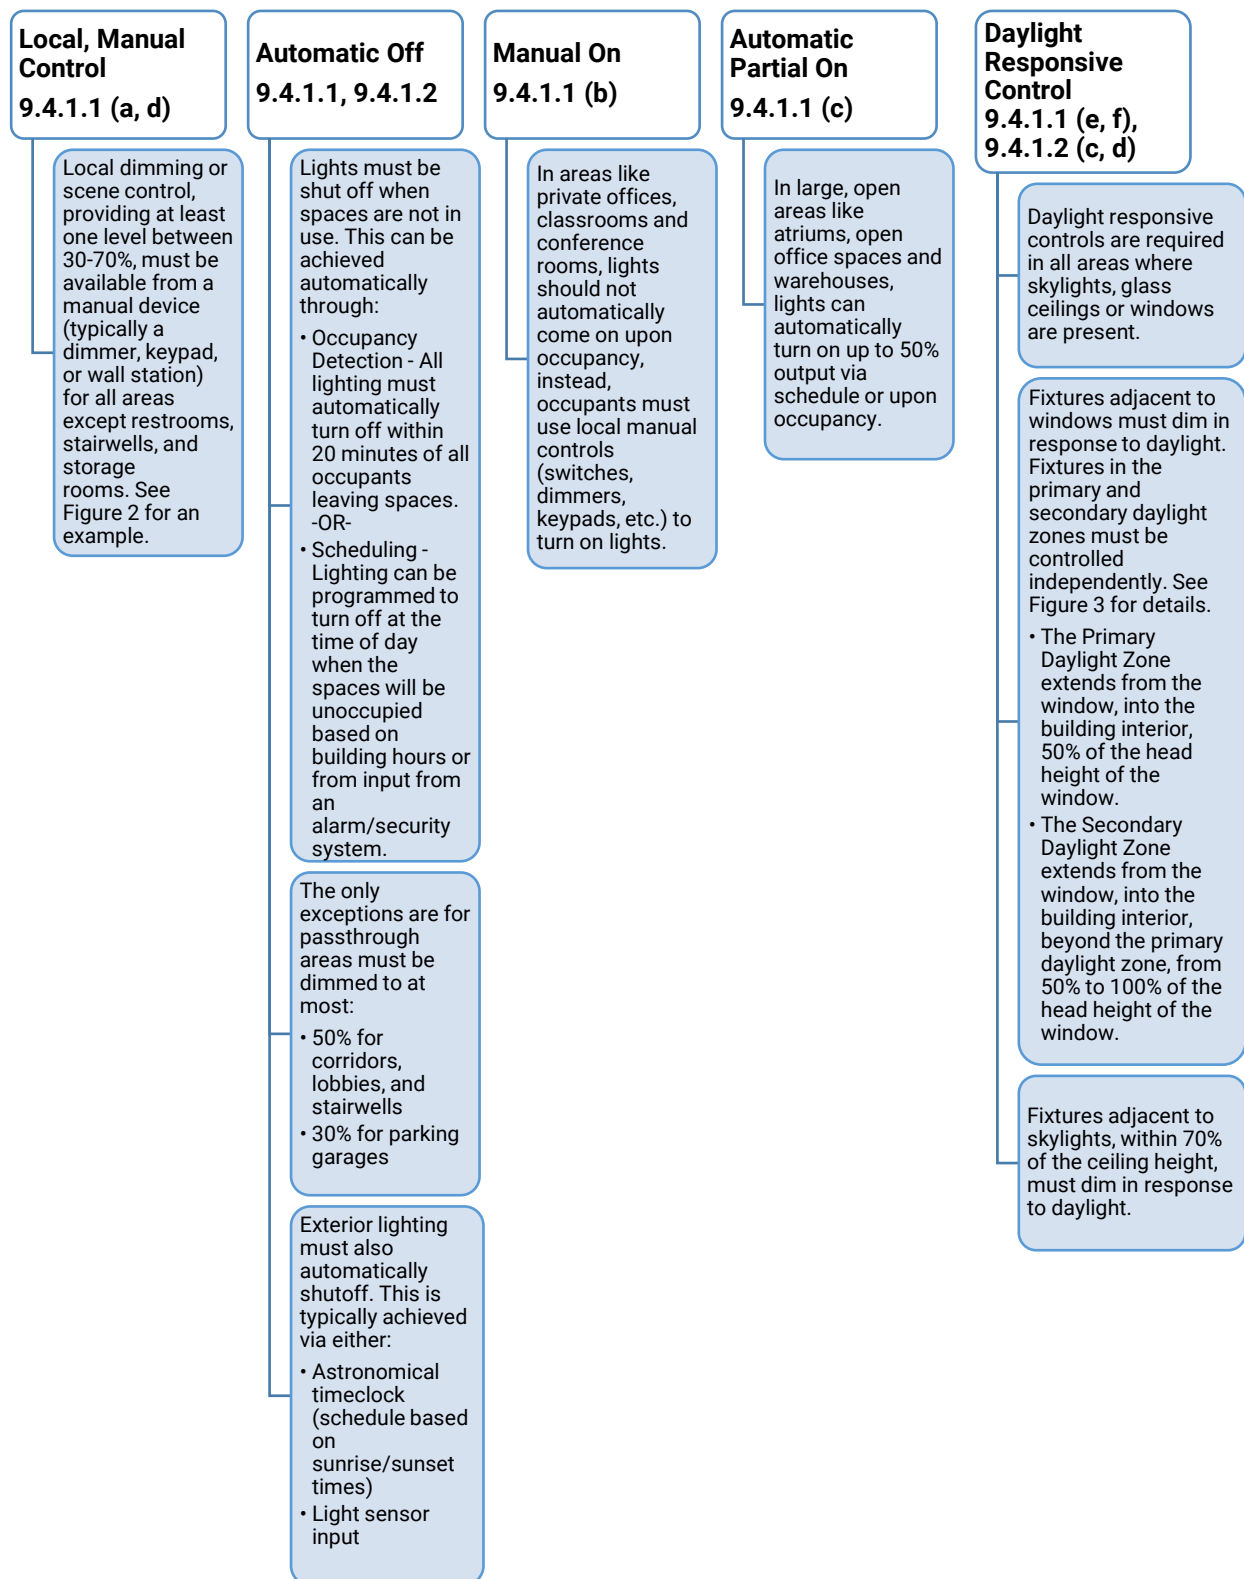 Local, Manual
Control
9.4.1.1 (a, d)
Local dimming or
scene control,
providing at least
one level between
30-70%, must be
available from a
manual device
(typically a
dimmer, keypad,
or wall station)
for all areas
except restrooms,
stairwells, and
storage
rooms. See
Figure 2 for an
example.
Automatic Off
9.4.1.1, 9.4.1.2
Lights must be
shut off when
spaces are not in
use. This can be
achieved
automatically
through:
• Occupancy
Detection - All
lighting must
automatically
turn off within
20 minutes of all
occupants
leaving spaces.
-OR-
• Scheduling -
Lighting can be
programmed to
turn off at the
time of day
when the
spaces will be
unoccupied
based on
building hours or
from input from
an
alarm/security
system.
The only
exceptions are for
passthrough
areas must be
dimmed to at
most:
• 50% for
corridors,
lobbies, and
stairwells
• 30% for parking
garages
Exterior lighting
must also
automatically
shutoff. This is
typically achieved
via either:
• Astronomical
timeclock
(schedule based
on
sunrise/sunset
times)
• Light sensor
input
Manual On
9.4.1.1 (b)
In areas like
private offices,
classrooms and
conference
rooms, lights
should not
automatically
come on upon
occupancy,
instead,
occupants must
use local manual
controls
(switches,
dimmers,
keypads, etc.) to
turn on lights.
Automatic
Partial On
9.4.1.1 (c)
In large, open
areas like
atriums, open
office spaces and
warehouses,
lights can
automatically
turn on up to 50%
output via
schedule or upon
occupancy.
Daylight
Responsive
Control
9.4.1.1 (e, f),
9.4.1.2 (c, d)
Daylight responsive
controls are required
in all areas where
skylights, glass
ceilings or windows
are present.
Fixtures adjacent to
windows must dim in
response to daylight.
Fixtures in the
primary and
secondary daylight
zones must be
controlled
independently. See
Figure 3 for details.
• The Primary
Daylight Zone
extends from the
window, into the
building interior,
50% of the head
height of the
window.
• The Secondary
Daylight Zone
extends from the
window, into the
building interior,
beyond the primary
daylight zone, from
50% to 100% of the
head height of the
window.
Fixtures adjacent to
skylights, within 70%
of the ceiling height,
must dim in response
to daylight.